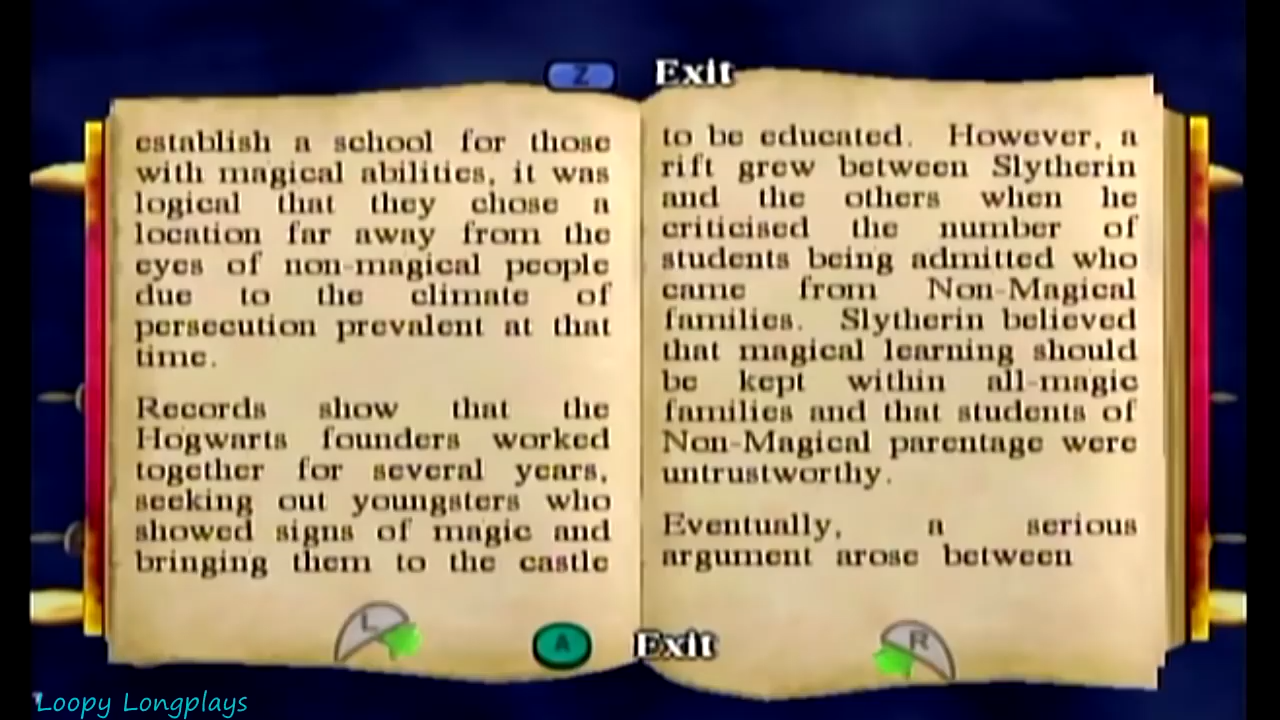 Z Exit
establish a school for those
with magical abilities, it was
logical that they chose a
location far away from the
eyes of non-magical people
due to the climate of
persecution prevalent at that
time.
Records show that the
Hogwarts founders worked
together for several years,
seeking out youngsters who
showed signs of magic and
bringing them to the castle
to be educated. However, a
rift grew between Slytherin
and the others when he
criticised the number of
students being admitted who
came from Non-Magical
families. Slytherin believed
that magical learning should
be kept within all-magic
families and that students of
Non-Magical parentage were
untrustworthy.
Eventually, a serious
argument arose between
L A Exit R
Loopy Longplays